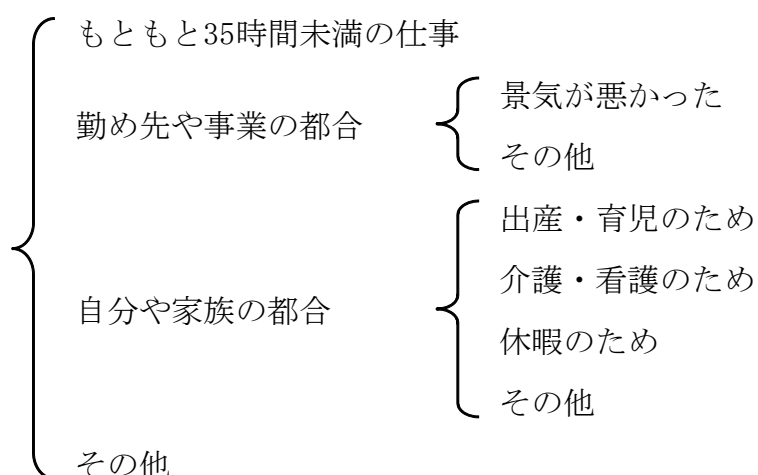 もともと35時間未満の仕事
勤め先や事業の都合
景気が悪かった
その他
自分や家族の都合
出産・育児のため
介護・看護のため
休暇のため
その他
その他